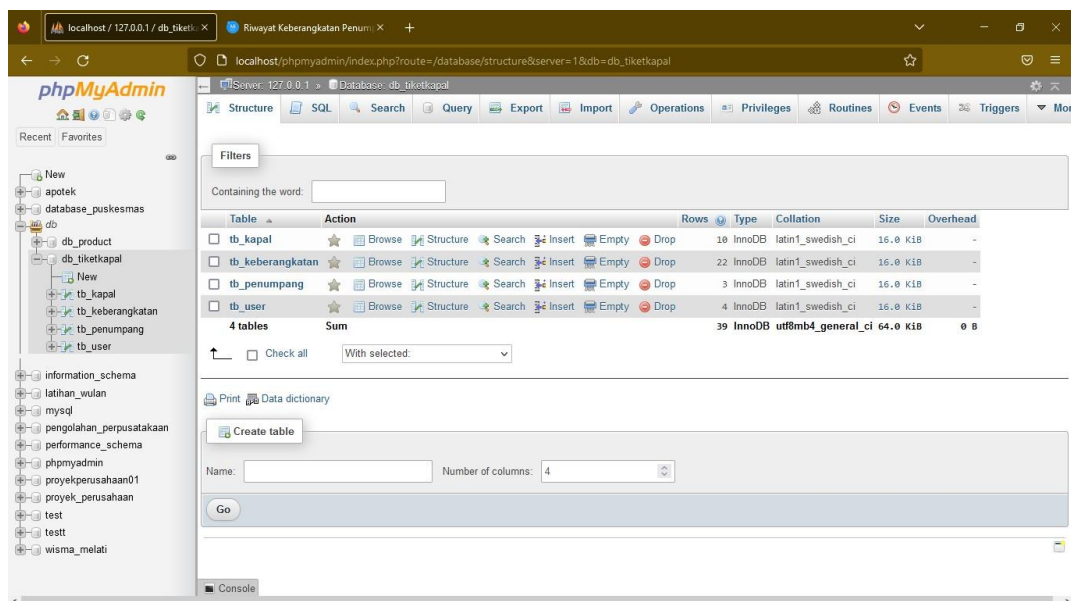 localhost / 127.0.0.1 / db_tiketk
Riwayat Keberangkatan Penum
localhost/phpmyadmin/index.php?route=/database/structure&server=1&db=db_tiketkapal
phpMyAdmin
Recent Favorites
New
apotek
database_puskesmas
db
db_product
db_tiketkapal
New
tb_kapal
tb_keberangkatan
tb_penumpang
tb_user
information_schema
latihan_wulan
mysql
pengolahan_perpusatakaan
performance_schema
phpmyadmin
proyekperusahaan01
proyek_perusahaan
test
testt
wisma_melati
Server: 127.0.0.1 » Database: db_tiketkapal
Structure SQL Search Query Export Import Operations Privileges Routines Events Triggers Mor
Filters
Containing the word:
Table Action Rows Type Collation Size Overhead
tb_kapal Browse Structure Search Insert Empty Drop 10 InnoDB latin1_swedish_ci 16.0 KiB -
tb_keberangkatan Browse Structure Search Insert Empty Drop 22 InnoDB latin1_swedish_ci 16.0 KiB -
tb_penumpang Browse Structure Search Insert Empty Drop 3 InnoDB latin1_swedish_ci 16.0 KiB -
tb_user Browse Structure Search Insert Empty Drop 4 InnoDB latin1_swedish_ci 16.0 KiB -
4 tables Sum 39 InnoDB utf8mb4_general_ci 64.0 KiB 0 B
Check all With selected:
Print Data dictionary
Create table
Name: Number of columns: 4
Go
Console